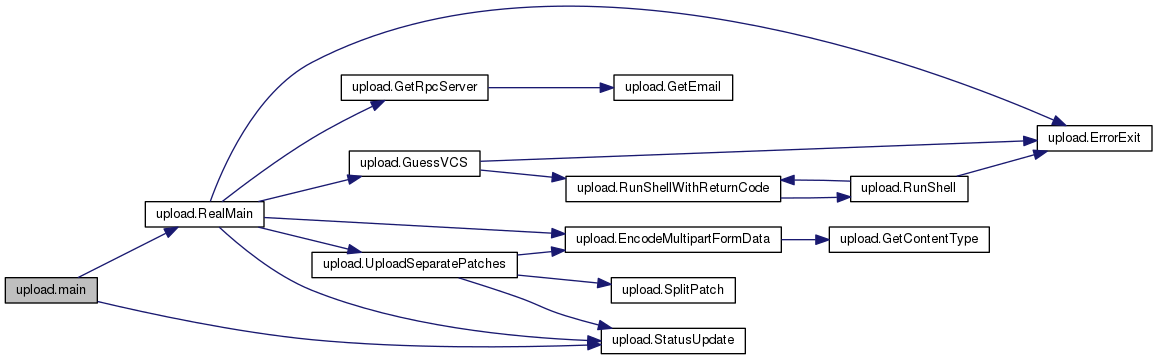 upload.GetRpcServer
upload.GetEmail
upload.ErrorExit
upload.GuessVCS
upload.RunShellWithReturnCode
upload.RunShell
upload.RealMain
upload.EncodeMultipartFormData
upload.GetContentType
upload.UploadSeparatePatches
upload.main
upload.SplitPatch
upload.StatusUpdate